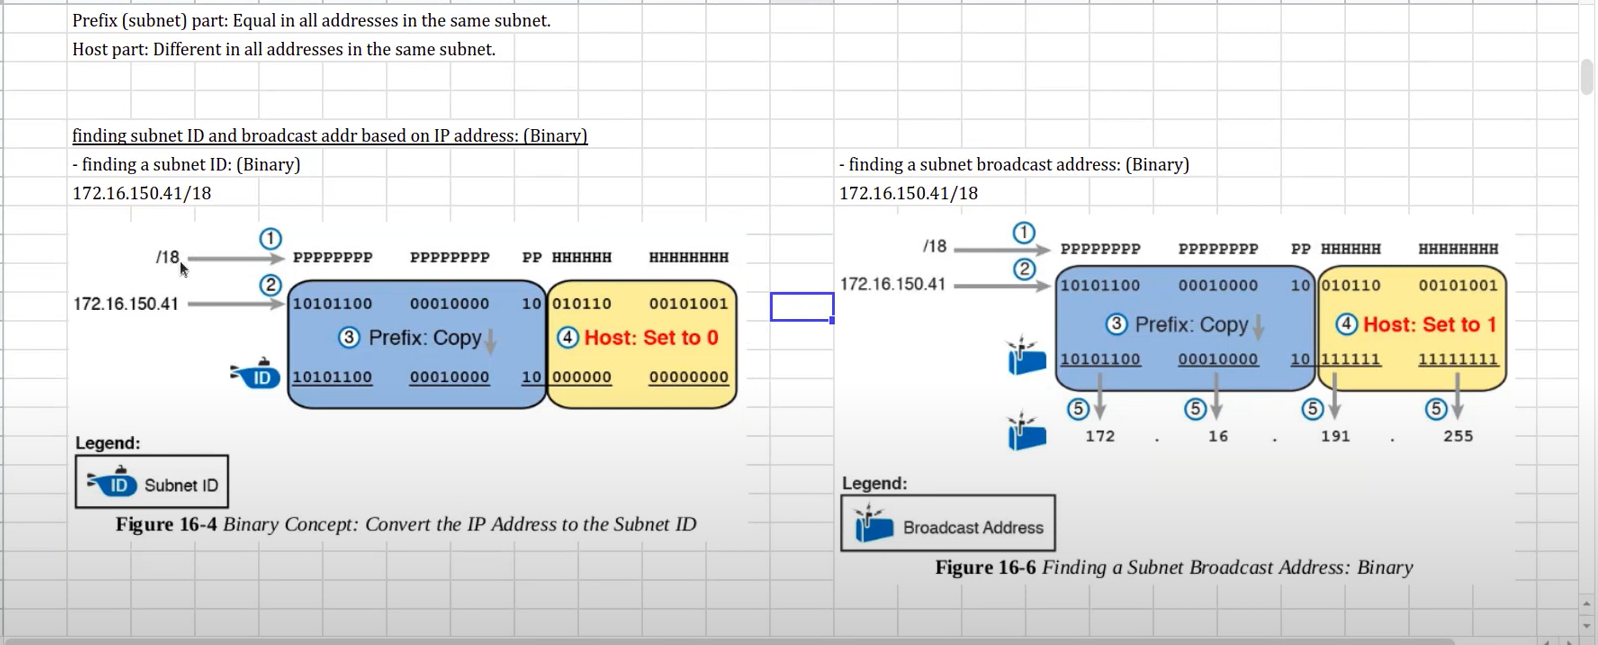 Prefix (subnet) part: Equal in all addresses in the same subnet.
Host part: Different in all addresses in the same subnet.
finding subnet ID and broadcast addr based on IP address: (Binary)
- finding a subnet ID: (Binary)
172.16.150.41/18
1
/18 PPPPPPPP PPPPPPPP PP HHHHHH HHHHHHHH
2
172.16.150.41 10101100 00010000 10 010110 00101001
3 Prefix: Copy 4 Host: Set to 0
ID 10101100 00010000 10 000000 00000000
Legend:
ID Subnet ID
Figure 16-4 Binary Concept: Convert the IP Address to the Subnet ID
- finding a subnet broadcast address: (Binary)
172.16.150.41/18
1
/18 PPPPPPPP PPPPPPPP PP HHHHHH HHHHHHHH
2
172.16.150.41 10101100 00010000 10 010110 00101001
3 Prefix: Copy 4 Host: Set to 1
10101100 00010000 10 111111 11111111
5 5 5 5
172 . 16 . 191 . 255
Legend:
Broadcast Address
Figure 16-6 Finding a Subnet Broadcast Address: Binary